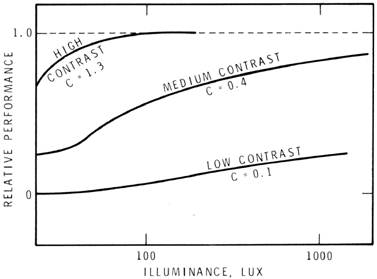 RELATIVE PERFORMANCE
1.0
0
HIGH
CONTRAST
C = 1.3
MEDIUM CONTRAST
C = 0.4
LOW CONTRAST
C = 0.1
100
1000
ILLUMINANCE, LUX